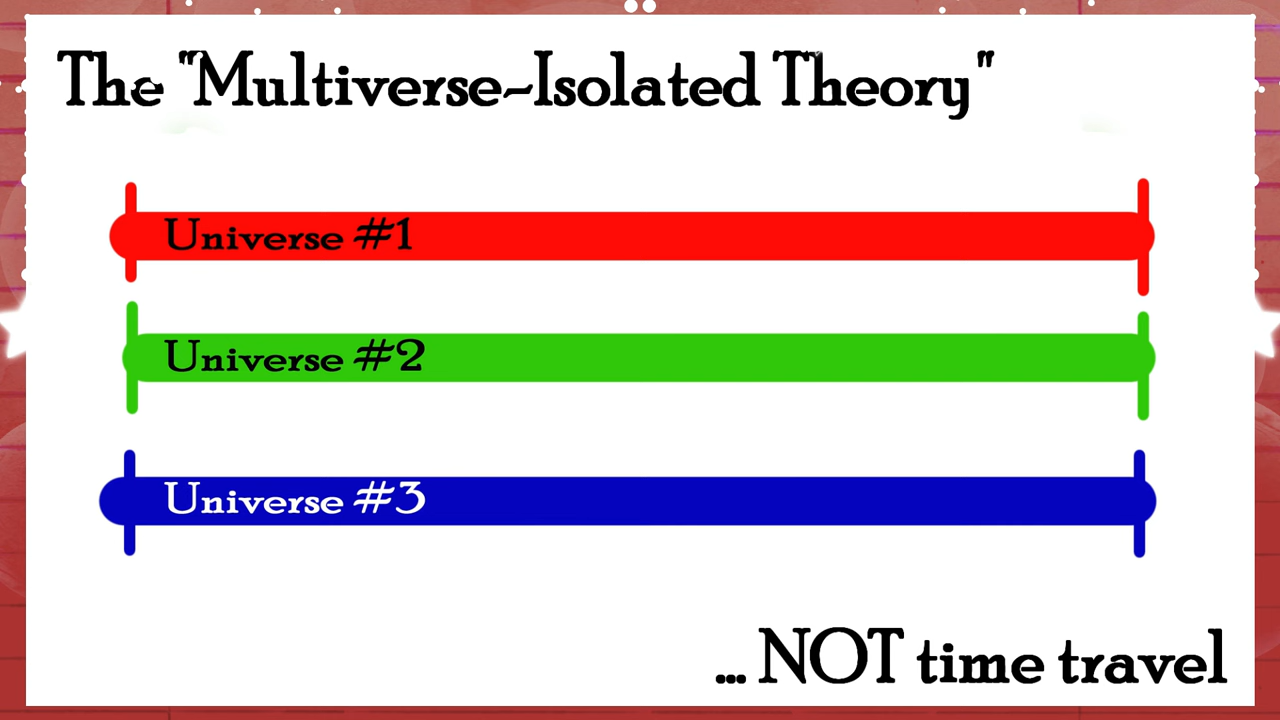 The "Multiverse-Isolated Theory"
Universe #1
Universe #2
Universe #3
... NOT time travel